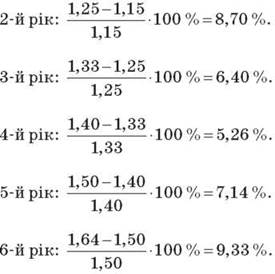 2-й рік: (1,25–1,15)/1,15 · 100 % = 8,70 %.
3-й рік: (1,33–1,25)/1,25 · 100 % = 6,40 %.
4-й рік: (1,40–1,33)/1,33 · 100 % = 5,26 %.
5-й рік: (1,50–1,40)/1,40 · 100 % = 7,14 %.
6-й рік: (1,64–1,50)/1,50 · 100 % = 9,33 %.